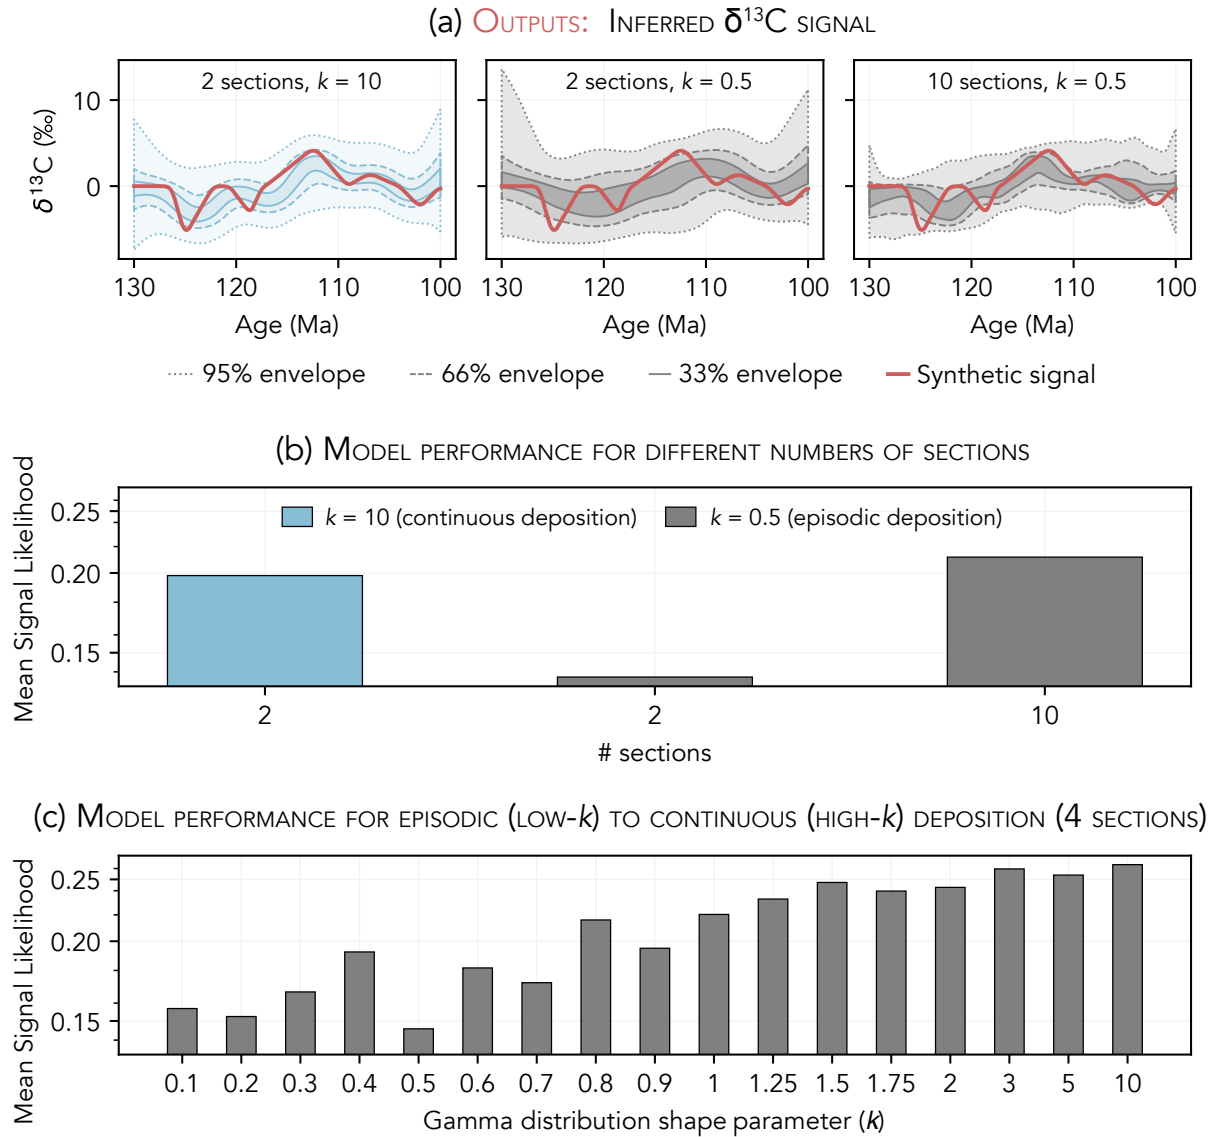 (a) OUTPUTS: INFERRED δ¹³C SIGNAL
2 sections, k = 10
2 sections, k = 0.5
10 sections, k = 0.5
δ¹³C (‰)
10
0
130 120 110 100
130 120 110 100
130 120 110 100
Age (Ma)
Age (Ma)
Age (Ma)
95% envelope
66% envelope
33% envelope
Synthetic signal
(b) MODEL PERFORMANCE FOR DIFFERENT NUMBERS OF SECTIONS
Mean Signal Likelihood
0.25
0.20
0.15
k = 10 (continuous deposition)
k = 0.5 (episodic deposition)
2 2 10
# sections
(c) MODEL PERFORMANCE FOR EPISODIC (LOW-k) TO CONTINUOUS (HIGH-k) DEPOSITION (4 SECTIONS)
Mean Signal Likelihood
0.25
0.20
0.15
0.1 0.2 0.3 0.4 0.5 0.6 0.7 0.8 0.9 1 1.25 1.5 1.75 2 3 5 10
Gamma distribution shape parameter (k)